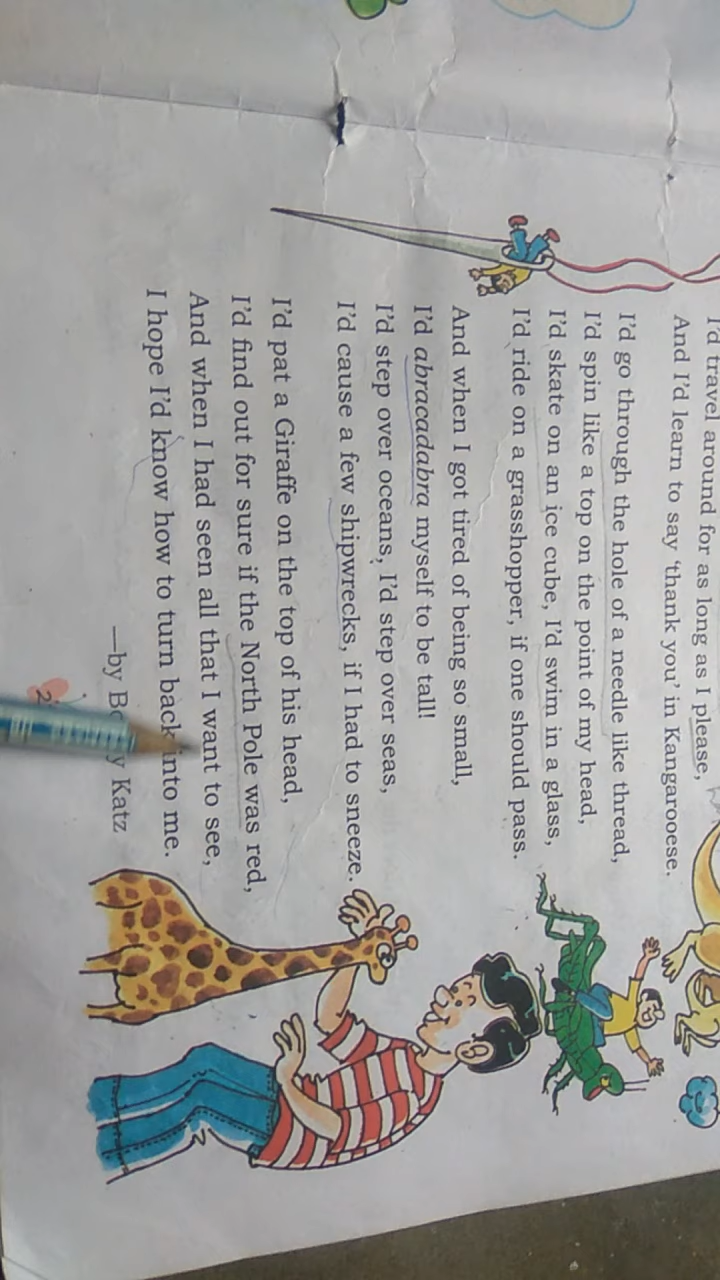 I'd travel around for as long as I please,
And I'd learn to say 'thank you' in Kangarooese.
I'd go through the hole of a needle like thread,
I'd spin like a top on the point of my head,
I'd skate on an ice cube, I'd swim in a glass,
I'd ride on a grasshopper, if one should pass.
And when I got tired of being so small,
I'd abracadabra myself to be tall!
I'd step over oceans, I'd step over seas,
I'd cause a few shipwrecks, if I had to sneeze.
I'd pat a Giraffe on the top of his head,
I'd find out for sure if the North Pole was red,
And when I had seen all that I want to see,
I hope I'd know how to turn back into me.
—by Katz
2